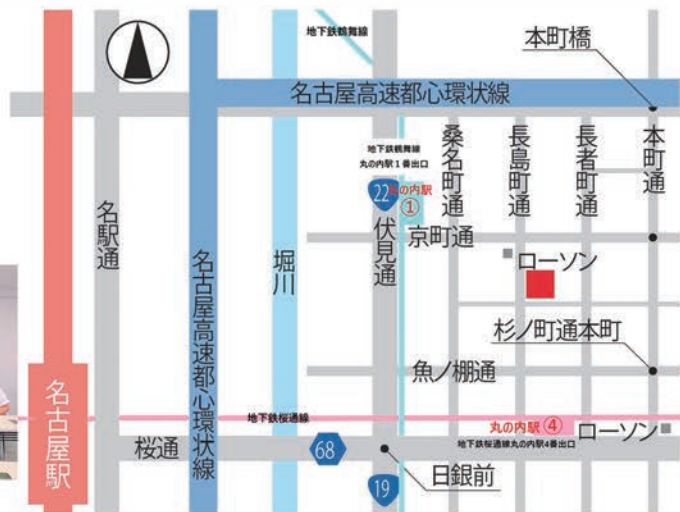 地下鉄鶴舞線
本町橋
名古屋高速都心環状線
地下鉄鶴舞線
丸の内駅1番出口
桑名町通
長島町通
長者町通
本町通
22
丸の内駅
①
名駅通
伏見通
京町通
名古屋高速都心環状線
堀川
ローソン
杉ノ町通本町
魚ノ棚通
名古屋駅
地下鉄桜通線
丸の内駅④
ローソン
地下鉄桜通線丸の内駅4番出口
桜通
68
日銀前
19